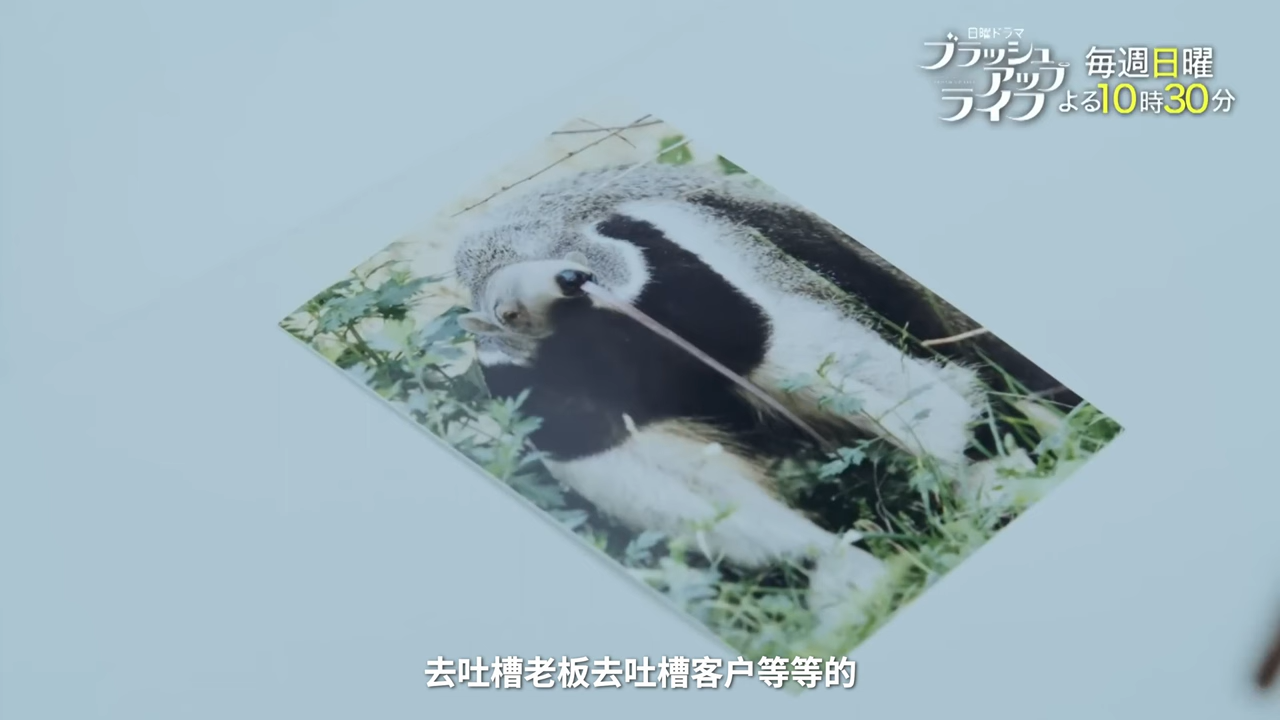 日曜ドラマ
ブラッシュ
アップ
ライフ
毎週日曜
よる10時30分
去吐槽老板去吐槽客户等等的